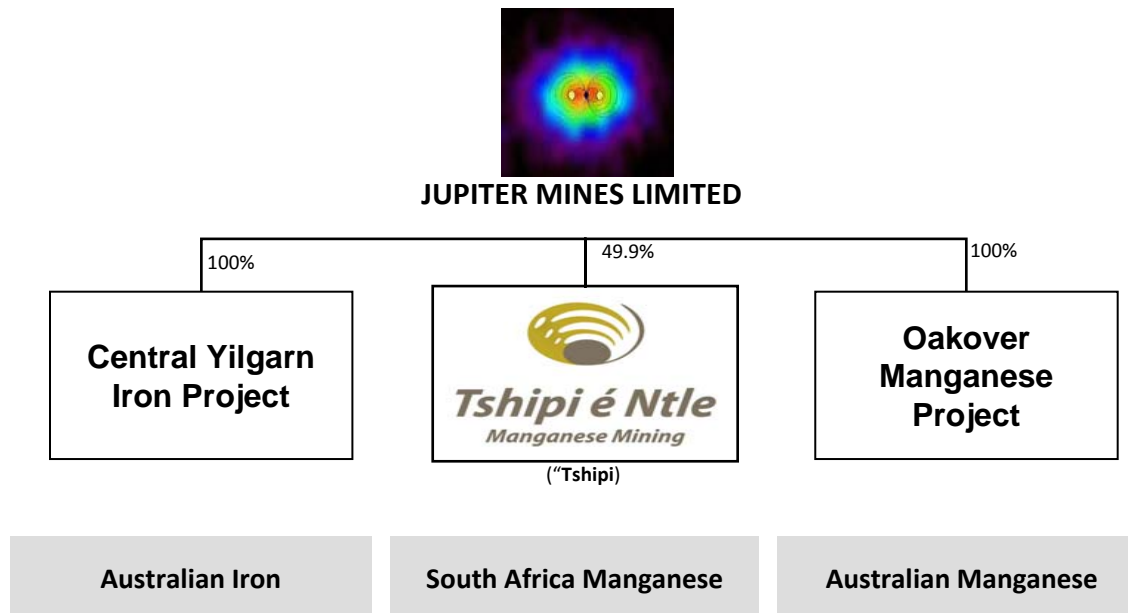 JUPITER MINES LIMITED
100%
49.9%
100%
Central Yilgarn
Iron Project
Tshipi é Ntle
Manganese Mining
Oakover
Manganese
Project
(“Tshipi)
Australian Iron
South Africa Manganese
Australian Manganese